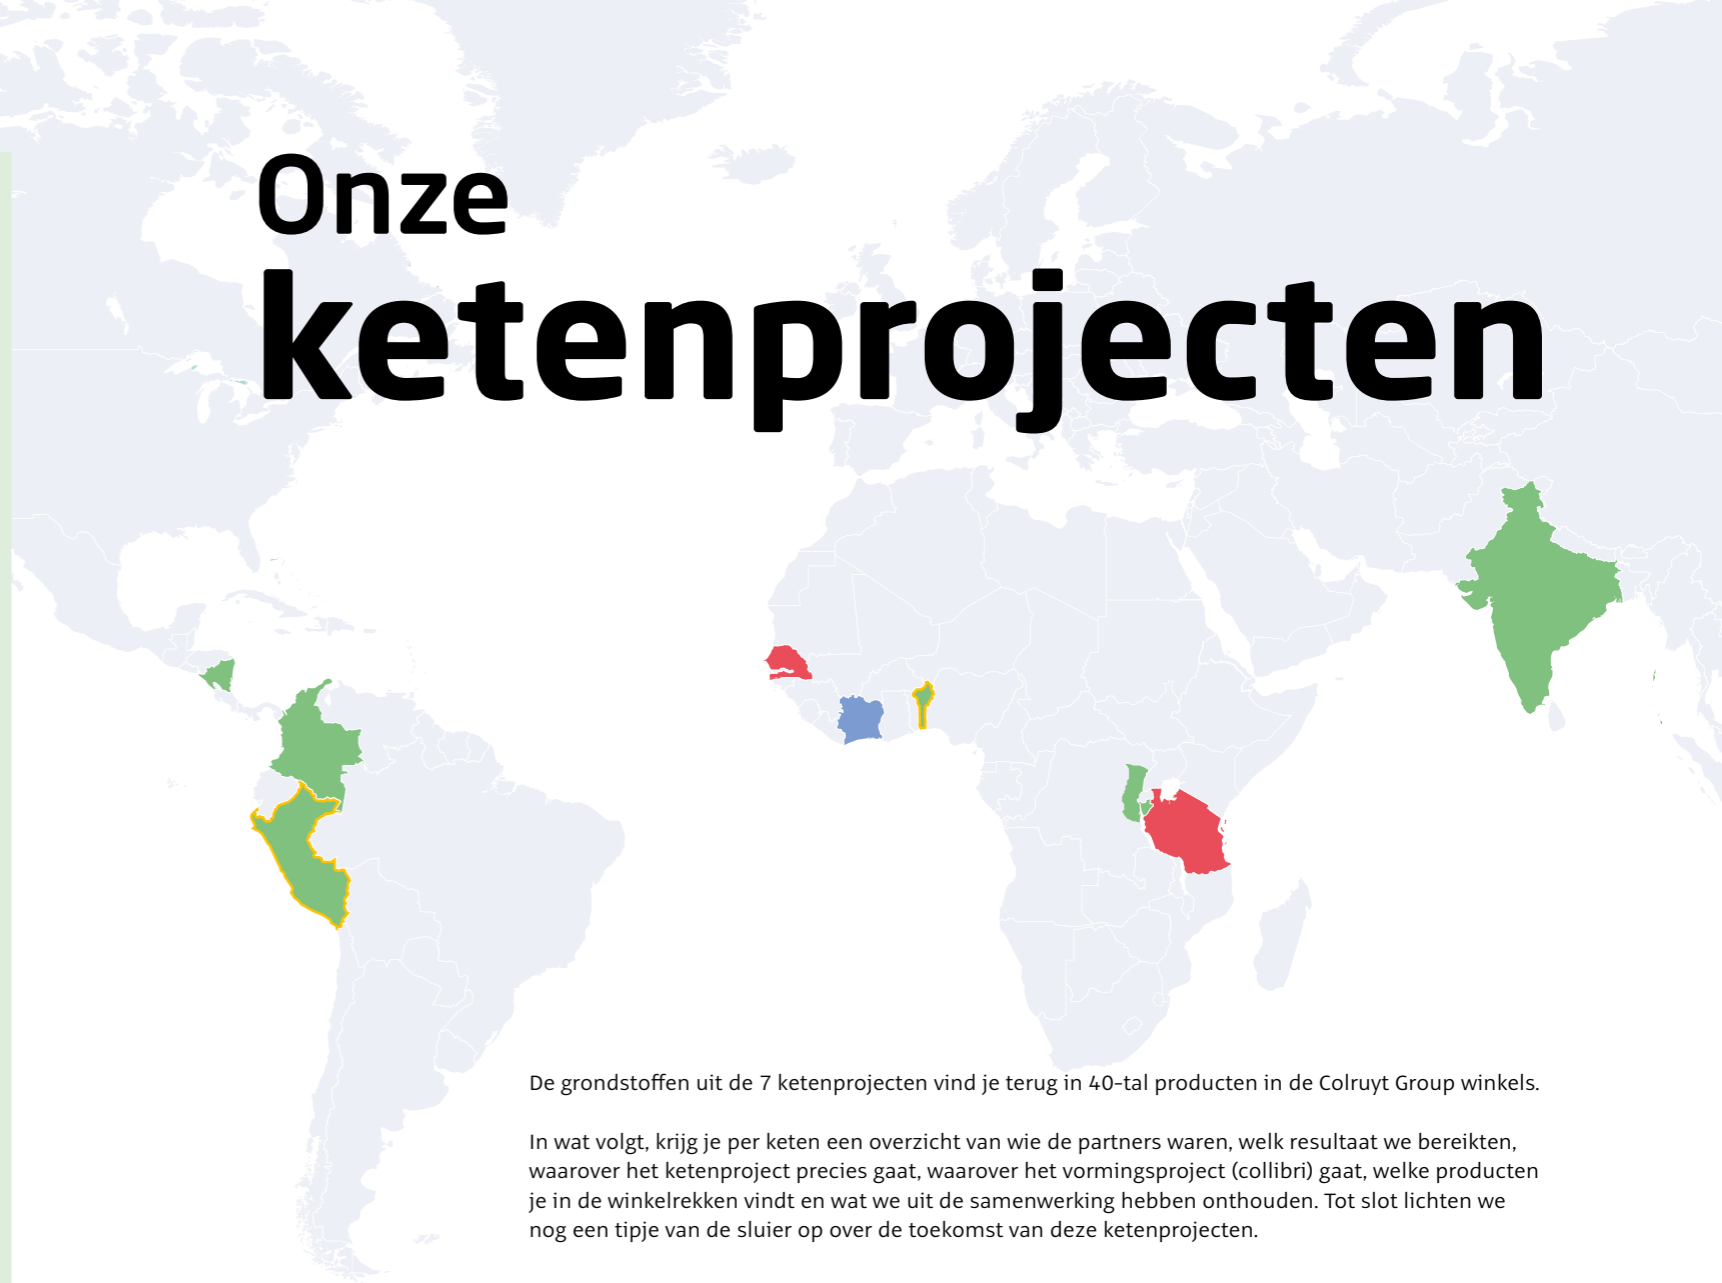 Onze
ketenprojecten
De grondstoffen uit de 7 ketenprojecten vind je terug in 40-tal producten in de Colruyt Group winkels.
In wat volgt, krijg je per keten een overzicht van wie de partners waren, welk resultaat we bereikten,
waarover het ketenproject precies gaat, waarover het vormingsproject (collibri) gaat, welke producten
je in de winkelrekken vindt en wat we uit de samenwerking hebben onthouden. Tot slot lichten we
nog een tipje van de sluier op over de toekomst van deze ketenprojecten.